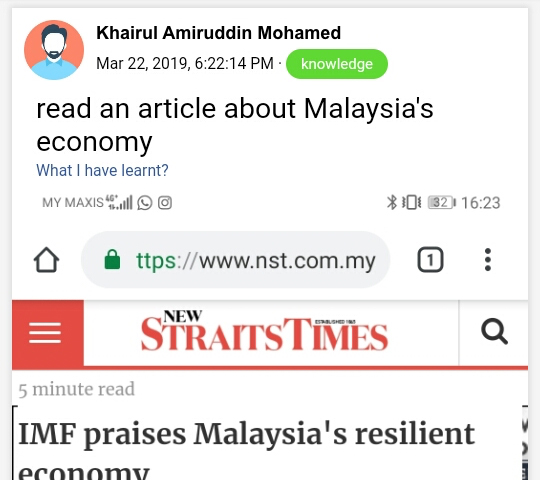 Khairul Amiruddin Mohamed
Mar 22, 2019, 6:22:14 PM · knowledge
read an article about Malaysia's
economy
What I have learnt?
MY MAXIS 4G+ 32 16:23
ttps://www.nst.com.my 1
NEW
STRAITS TIMES
ESTABLISHED 1845
5 minute read
IMF praises Malaysia's resilient
economy